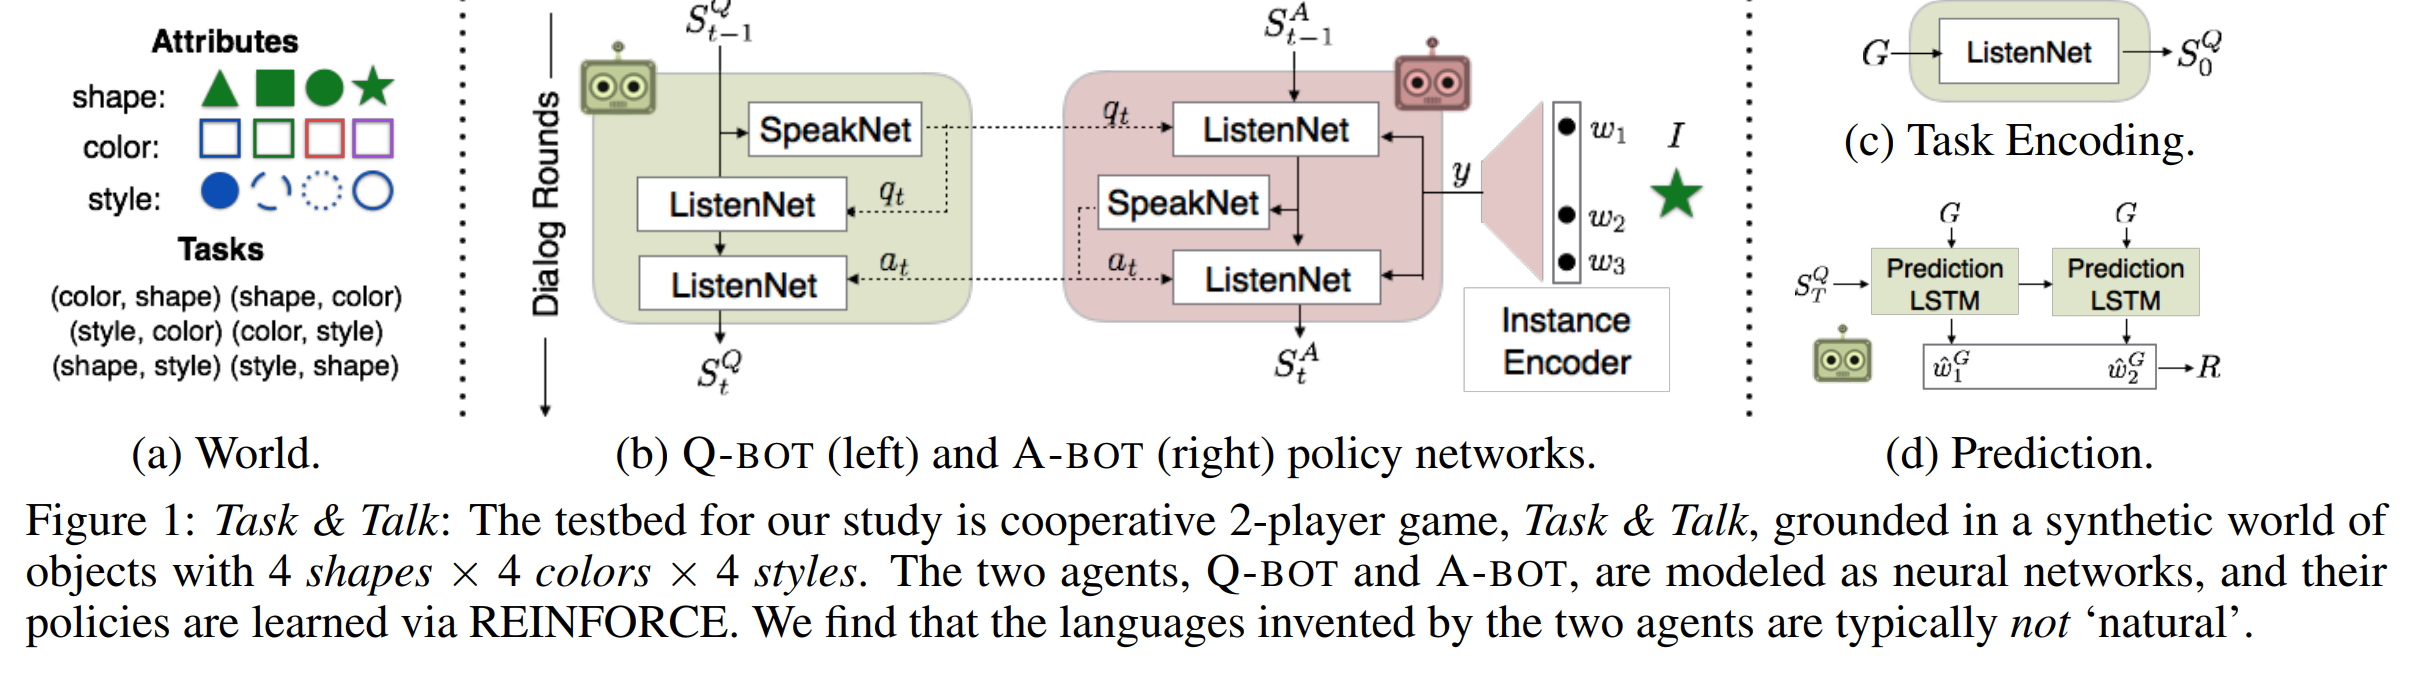 Attributes
shape:
color:
style:
Tasks
(color, shape) (shape, color)
(style, color) (color, style)
(shape, style) (style, shape)
(a) World.
Dialog Rounds
S^Q_{t−1}
SpeakNet
q_t
ListenNet
q_t
ListenNet
a_t
S^Q_t
S^A_{t−1}
ListenNet
SpeakNet
ListenNet
a_t
S^A_t
y
w_1
w_2
w_3
I
Instance
Encoder
(b) Q-BOT (left) and A-BOT (right) policy networks.
G
ListenNet
S^Q_0
(c) Task Encoding.
G
G
S^Q_T
Prediction
LSTM
Prediction
LSTM
ŵ^G_1
ŵ^G_2
R
(d) Prediction.
Figure 1: Task & Talk: The testbed for our study is cooperative 2-player game, Task & Talk, grounded in a synthetic world of
objects with 4 shapes × 4 colors × 4 styles. The two agents, Q-BOT and A-BOT, are modeled as neural networks, and their
policies are learned via REINFORCE. We find that the languages invented by the two agents are typically not ‘natural’.